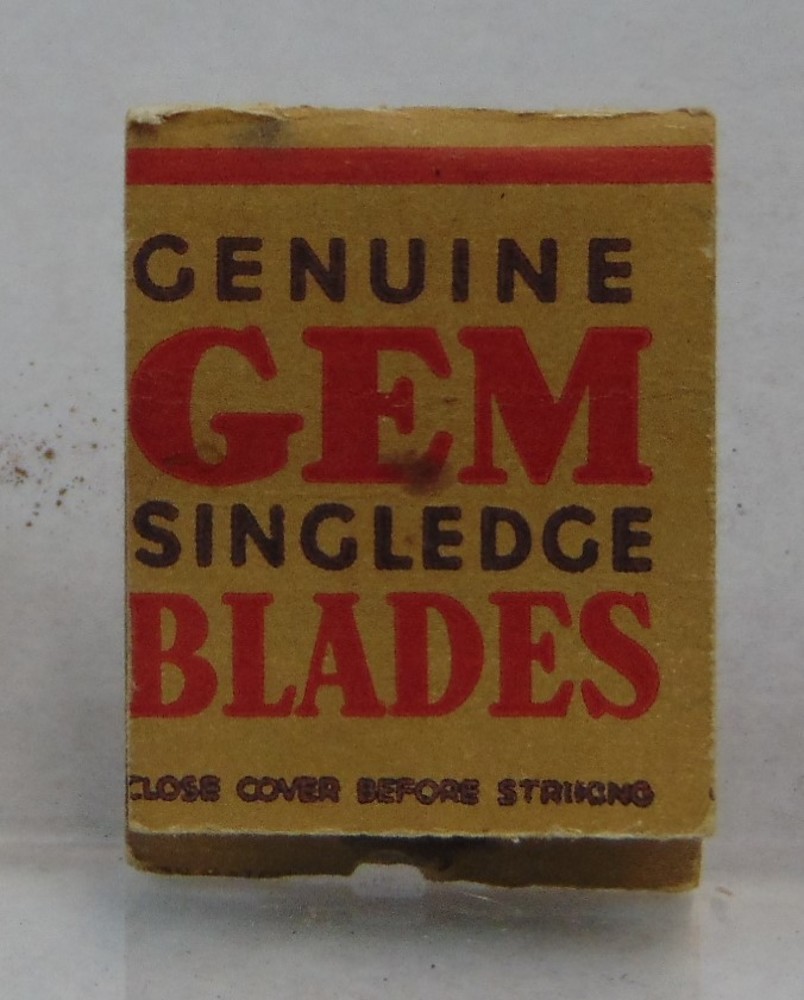 GENUINE
GEM
SINGLEDGE
BLADES
CLOSE COVER BEFORE STRIKING